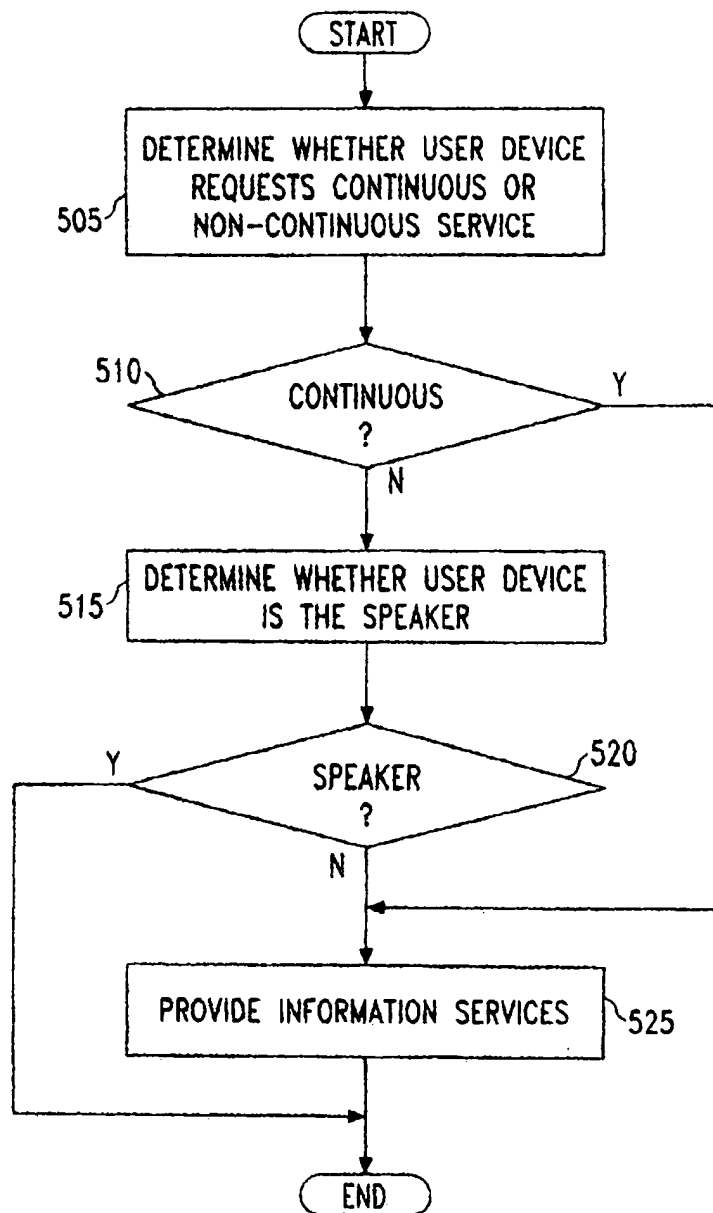 START
DETERMINE WHETHER USER DEVICE
REQUESTS CONTINUOUS OR
NON-CONTINUOUS SERVICE
505
510
CONTINUOUS
?
Y
N
DETERMINE WHETHER USER DEVICE
IS THE SPEAKER
515
Y
SPEAKER
?
520
N
PROVIDE INFORMATION SERVICES
525
END